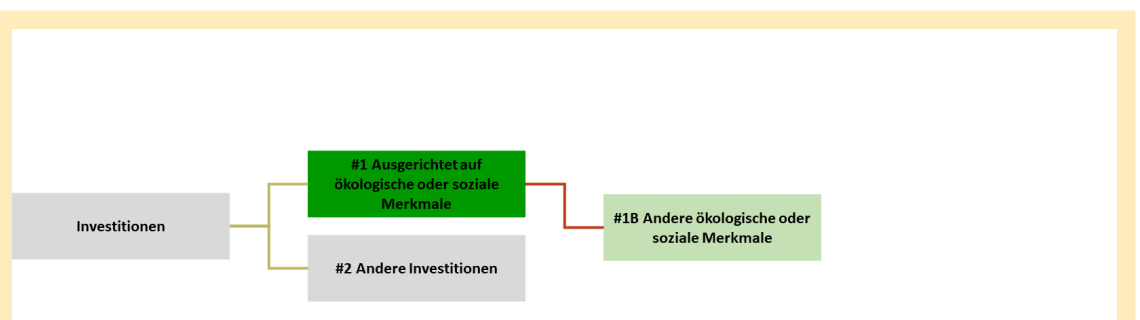 #1 Ausgerichtet auf
ökologische oder soziale
Merkmale
Investitionen
#1B Andere ökologische oder
soziale Merkmale
#2 Andere Investitionen